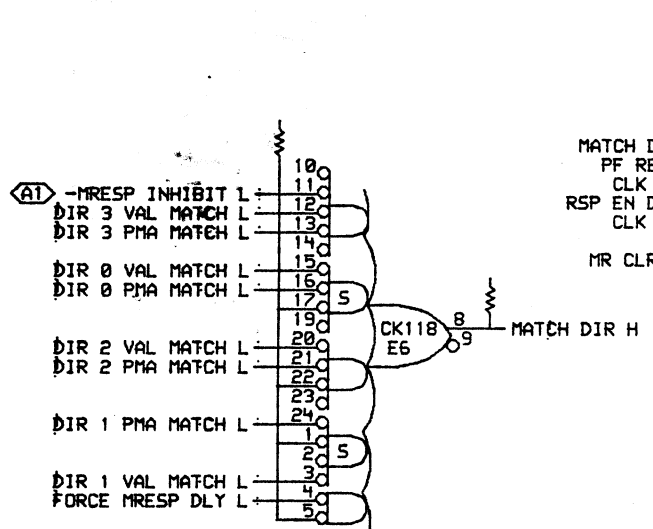 MATCH D
PF RE
CLK
RSP EN D
CLK
MR CLR
10
A1 -MRESP INHIBIT L 11
DIR 3 VAL MATCH L 12
DIR 3 PMA MATCH L 13
14
DIR 0 VAL MATCH L 15
DIR 0 PMA MATCH L 16
17 S
19
DIR 2 VAL MATCH L 20
DIR 2 PMA MATCH L 21
22
23
DIR 1 PMA MATCH L 24
1
2 S
DIR 1 VAL MATCH L 3
FORCE MRESP DLY L 4
5
CK118 8 MATCH DIR H
E6 9